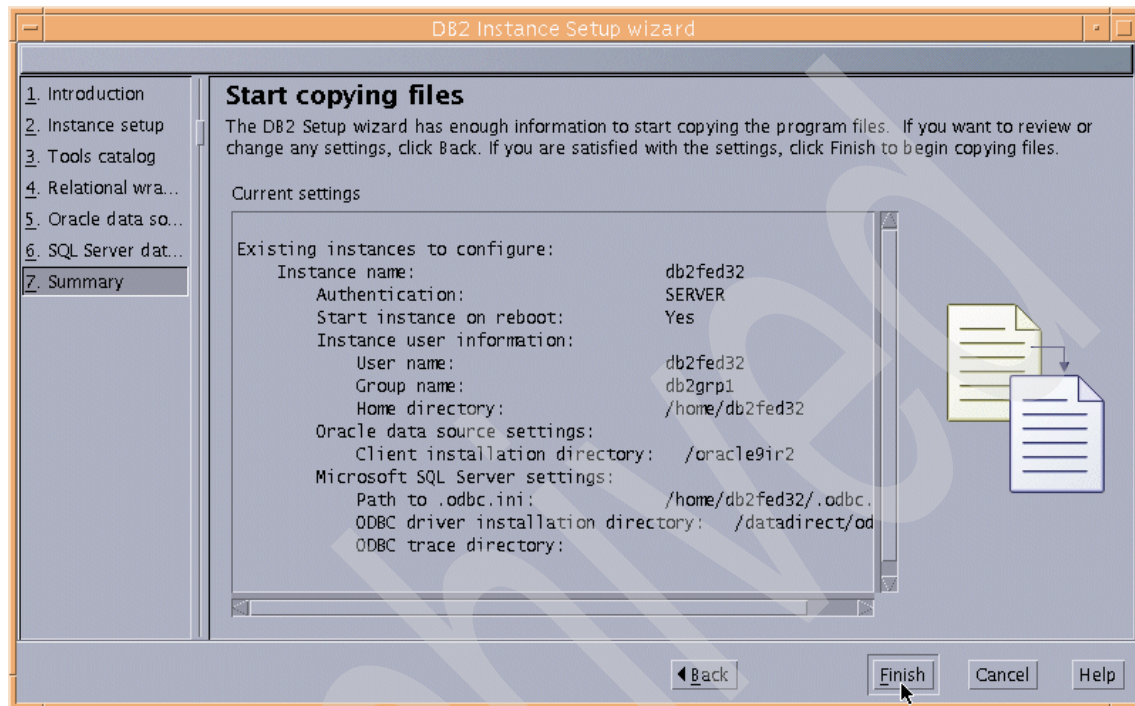 DB2 Instance Setup wizard
1. Introduction
2. Instance setup
3. Tools catalog
4. Relational wra...
5. Oracle data so...
6. SQL Server dat...
7. Summary
Start copying files
The DB2 Setup wizard has enough information to start copying the program files. If you want to review or
change any settings, click Back. If you are satisfied with the settings, click Finish to begin copying files.
Current settings
Existing instances to configure:
Instance name: db2fed32
Authentication: SERVER
Start instance on reboot: Yes
Instance user information:
User name: db2fed32
Group name: db2grp1
Home directory: /home/db2fed32
Oracle data source settings:
Client installation directory: /oracle9ir2
Microsoft SQL Server settings:
Path to .odbc.ini: /home/db2fed32/.odbc.
ODBC driver installation directory: /datadirect/od
ODBC trace directory:
Back
Finish
Cancel
Help
hived